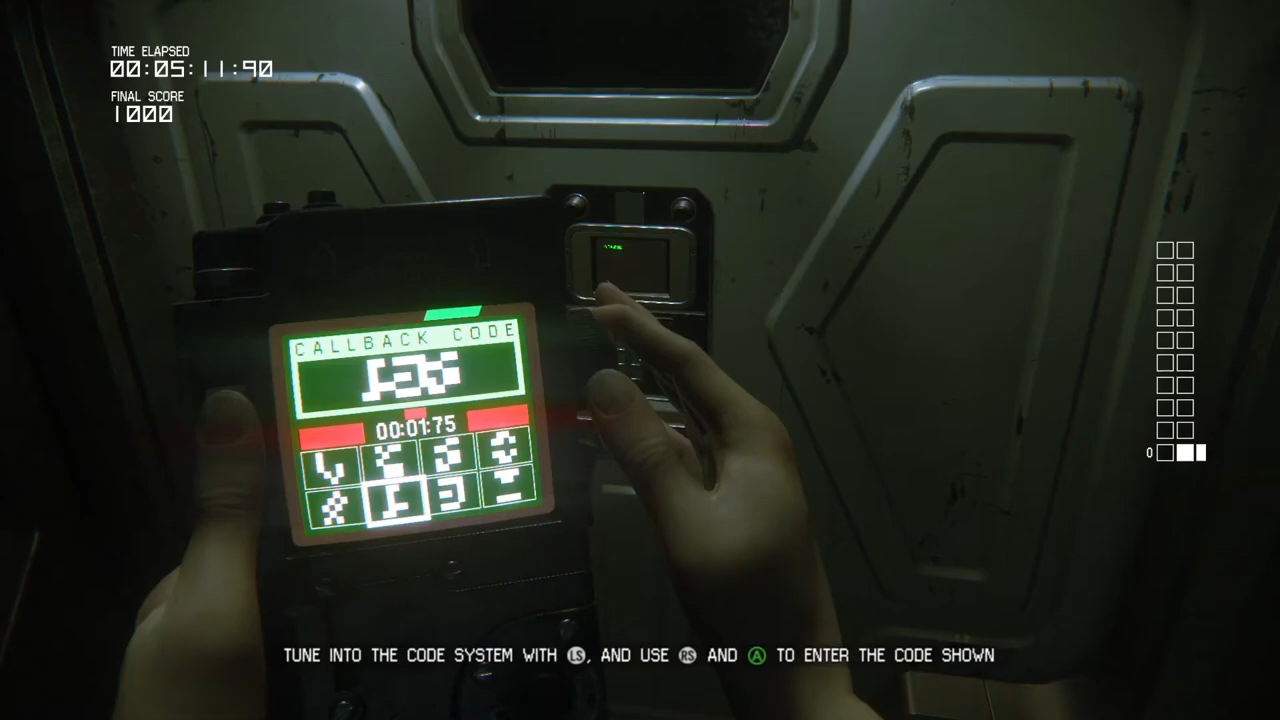 TIME ELAPSED
00:05:11:90
FINAL SCORE
1000
CALLBACK CODE
00:01:75
0
TUNE INTO THE CODE SYSTEM WITH LS, AND USE RS AND A TO ENTER THE CODE SHOWN